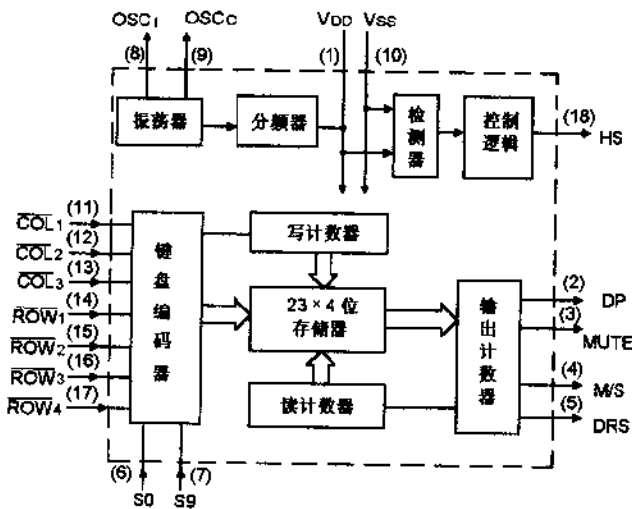 OSC1
OSCC
VDD
VSS
(8)
(9)
(1)
(10)
振荡器
分频器
检测器
控制逻辑
(18)
HS
COL1
(11)
COL2
(12)
COL3
(13)
ROW1
(14)
ROW2
(15)
ROW3
(16)
ROW4
(17)
键盘编码器
写计数器
23×4位
存储器
读计数器
输出计数器
(2)
DP
(3)
MUTE
(4)
M/S
(5)
DRS
(6)
(7)
S0
S9